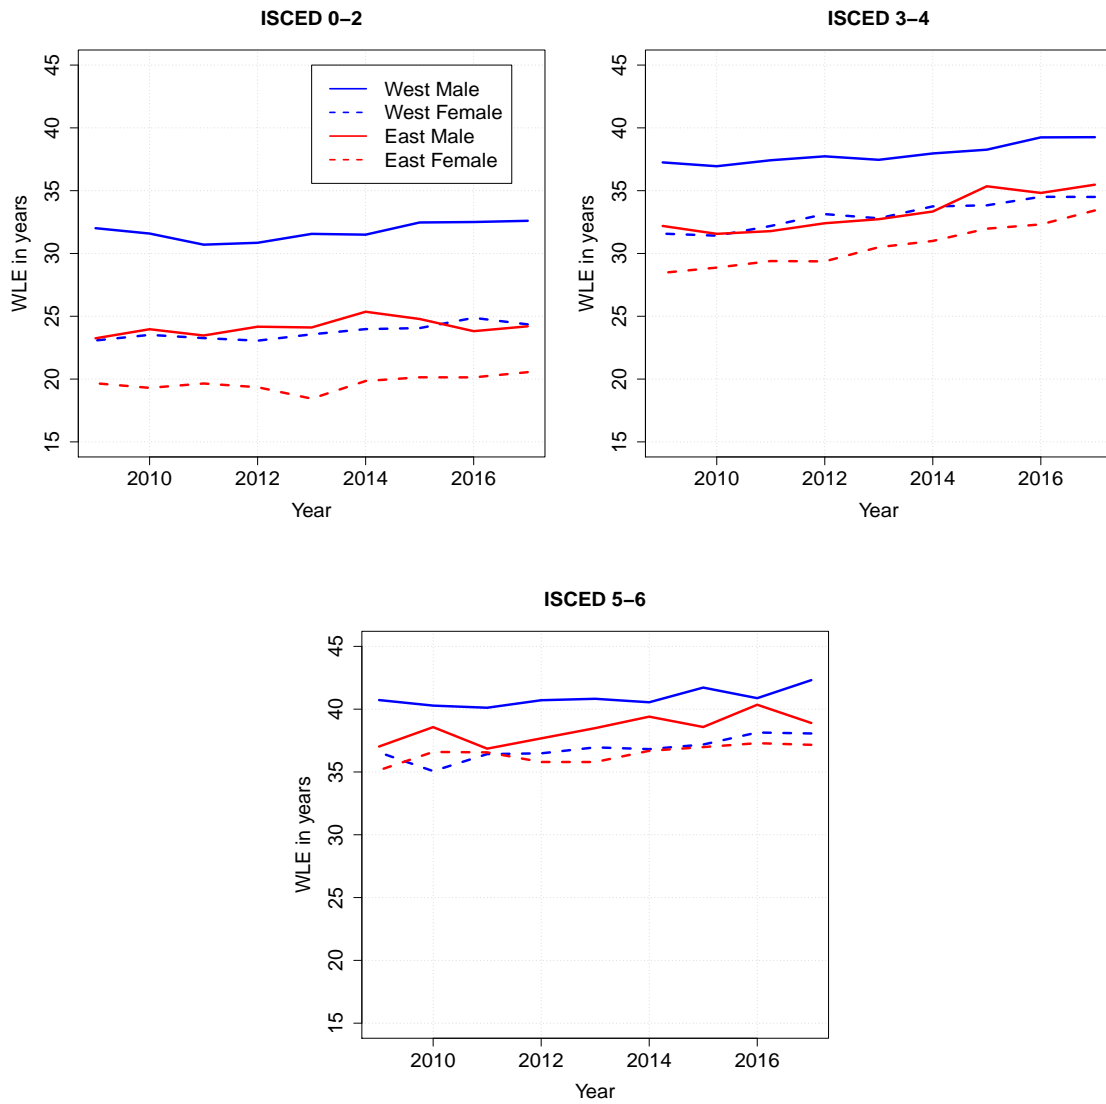 ISCED 0–2
45
40
35
30
25
20
15
WLE in years
West Male
West Female
East Male
East Female
2010 2012 2014 2016
Year
ISCED 3–4
45
40
35
30
25
20
15
WLE in years
2010 2012 2014 2016
Year
ISCED 5–6
45
40
35
30
25
20
15
WLE in years
2010 2012 2014 2016
Year